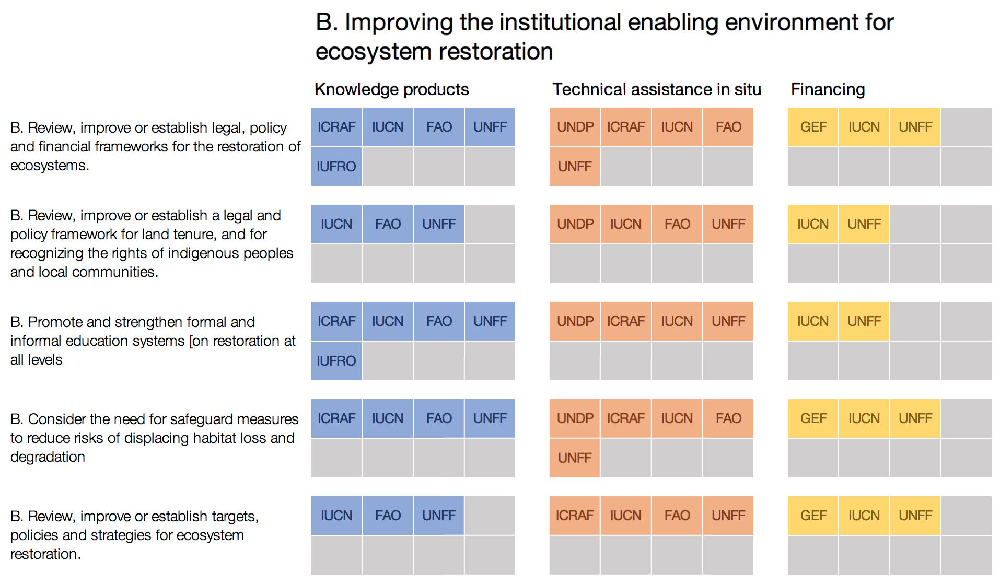 B. Improving the institutional enabling environment for
ecosystem restoration
Knowledge products
Technical assistance in situ
Financing
B. Review, improve or establish legal, policy
and financial frameworks for the restoration of
ecosystems.
ICRAF IUCN FAO UNFF
IUFRO
UNDP ICRAF IUCN FAO
UNFF
GEF IUCN UNFF
B. Review, improve or establish a legal and
policy framework for land tenure, and for
recognizing the rights of indigenous peoples
and local communities.
IUCN FAO UNFF
UNDP IUCN FAO UNFF
IUCN UNFF
B. Promote and strengthen formal and
informal education systems [on restoration at
all levels
ICRAF IUCN FAO UNFF
IUFRO
UNDP ICRAF IUCN UNFF
IUCN UNFF
B. Consider the need for safeguard measures
to reduce risks of displacing habitat loss and
degradation
ICRAF IUCN FAO UNFF
UNDP ICRAF IUCN FAO
UNFF
GEF IUCN UNFF
B. Review, improve or establish targets,
policies and strategies for ecosystem
restoration.
IUCN FAO UNFF
ICRAF IUCN FAO UNFF
GEF IUCN UNFF